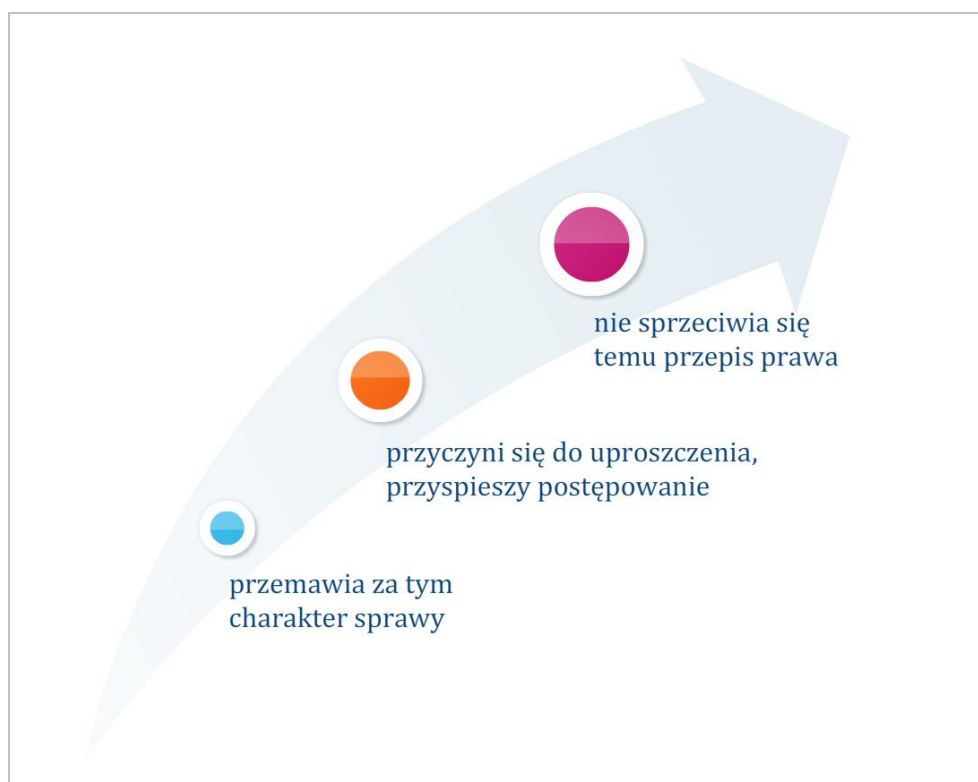 nie sprzeciwia się
temu przepis prawa
przyczyni się do uproszczenia,
przyspieszy postępowanie
przemawia za tym
charakter sprawy